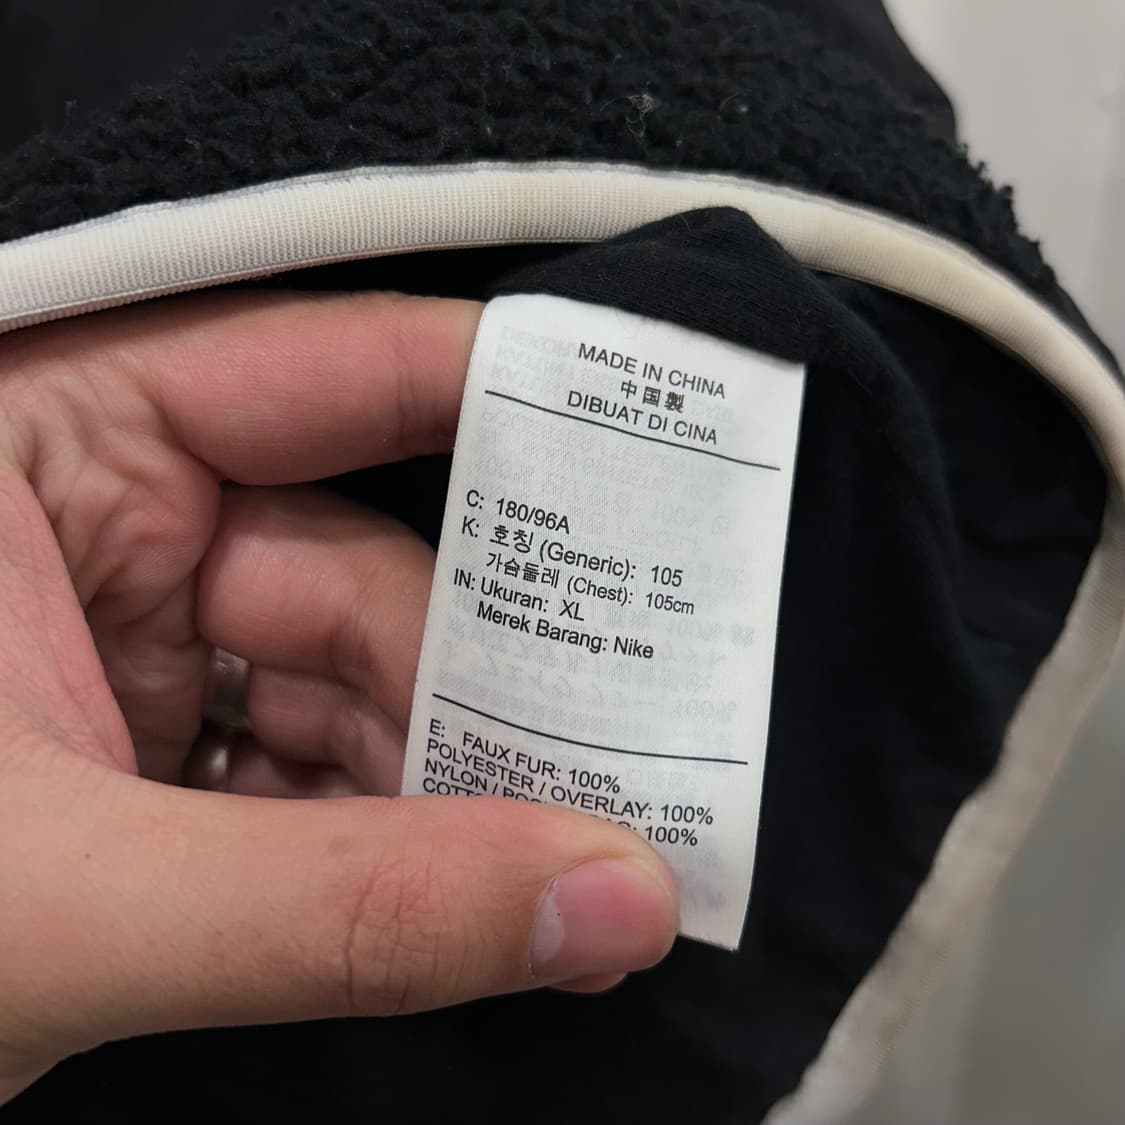 MADE IN CHINA
中国製
DIBUAT DI CINA
C: 180/96A
K: 호칭 (Generic): 105
가슴둘레 (Chest): 105cm
IN: Ukuran: XL
Merek Barang: Nike
E: FAUX FUR: 100%
POLYESTER / OVERLAY: 100%
NYLON / 100%